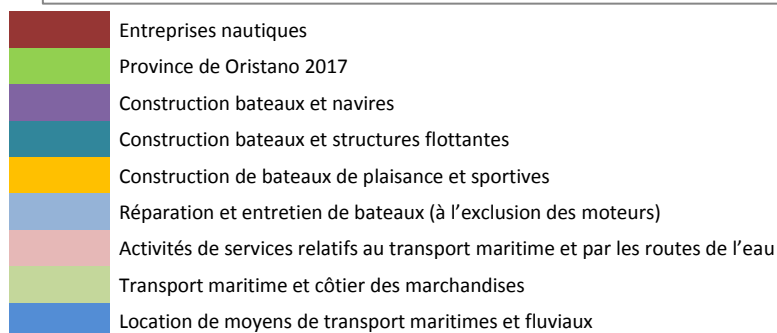 Entreprises nautiques
Province de Oristano 2017
Construction bateaux et navires
Construction bateaux et structures flottantes
Construction de bateaux de plaisance et sportives
Réparation et entretien de bateaux (à l’exclusion des moteurs)
Activités de services relatifs au transport maritime et par les routes de l’eau
Transport maritime et côtier des marchandises
Location de moyens de transport maritimes et fluviaux